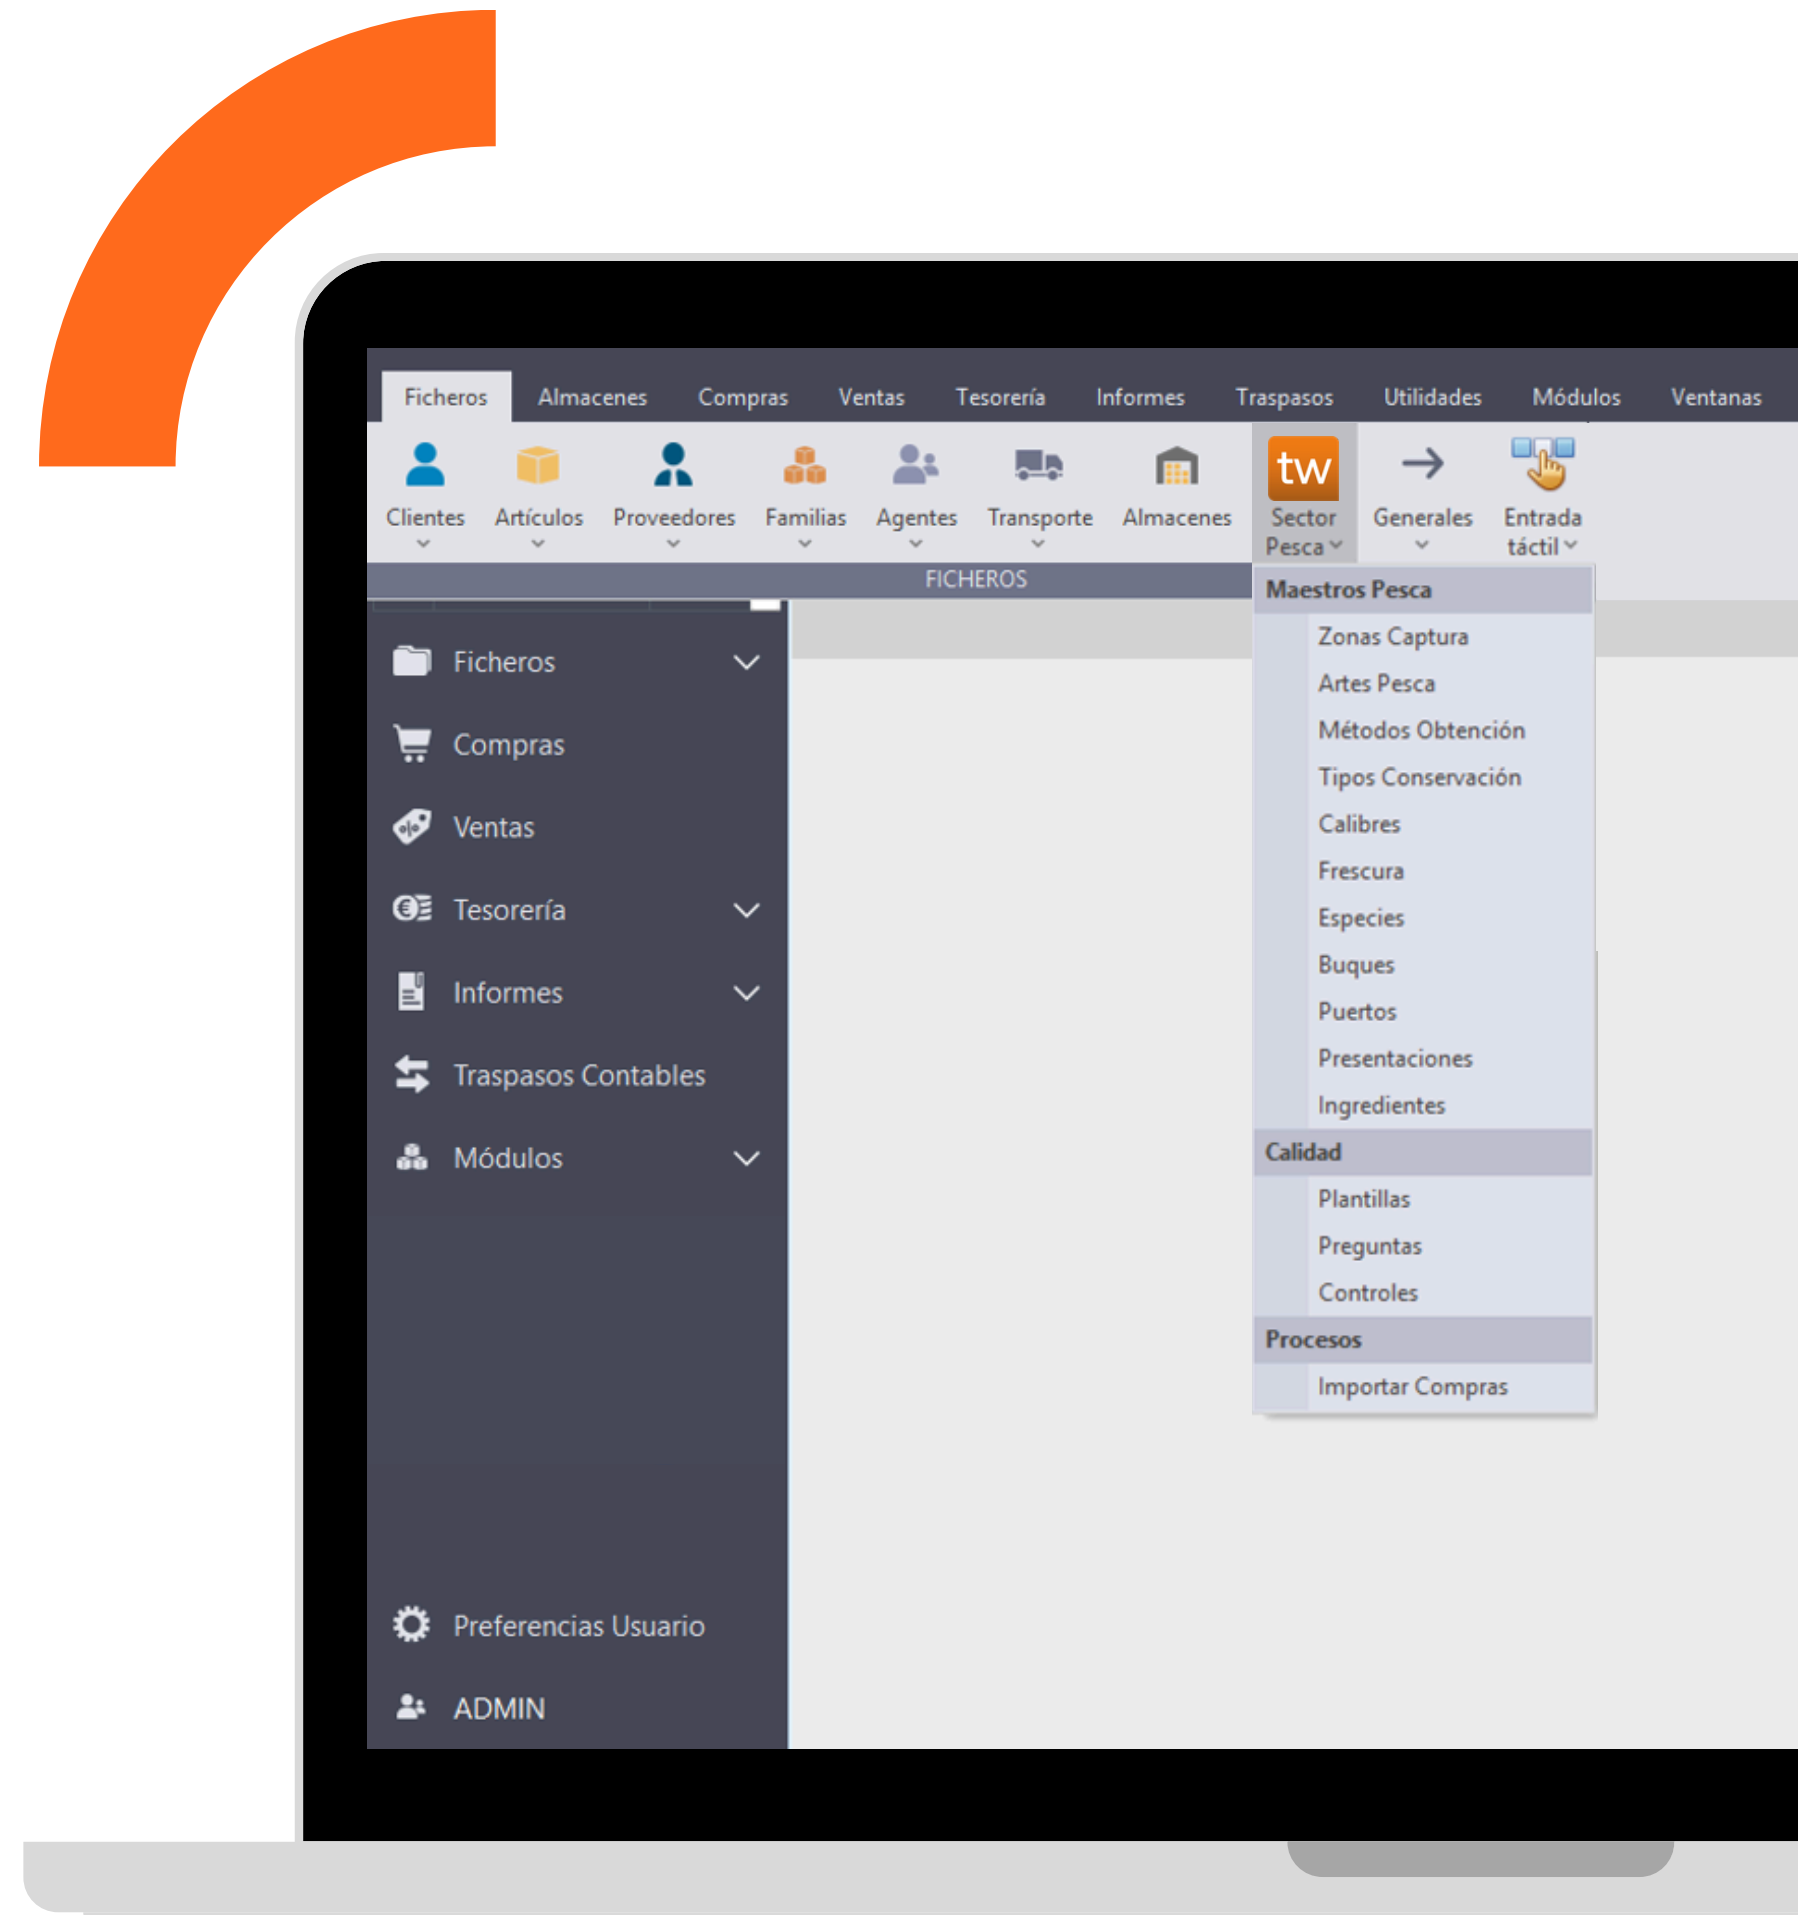 Ficheros Almacenes Compras Ventas Tesorería Informes Traspasos Utilidades Módulos Ventanas
tw
Clientes Artículos Proveedores Familias Agentes Transporte Almacenes Sector Generales Entrada
Pesca táctil
FICHEROS
Ficheros
Compras
Ventas
Tesorería
Informes
Traspasos Contables
Módulos
Preferencias Usuario
ADMIN
Maestros Pesca
Zonas Captura
Artes Pesca
Métodos Obtención
Tipos Conservación
Calibres
Frescura
Especies
Buques
Puertos
Presentaciones
Ingredientes
Calidad
Plantillas
Preguntas
Controles
Procesos
Importar Compras